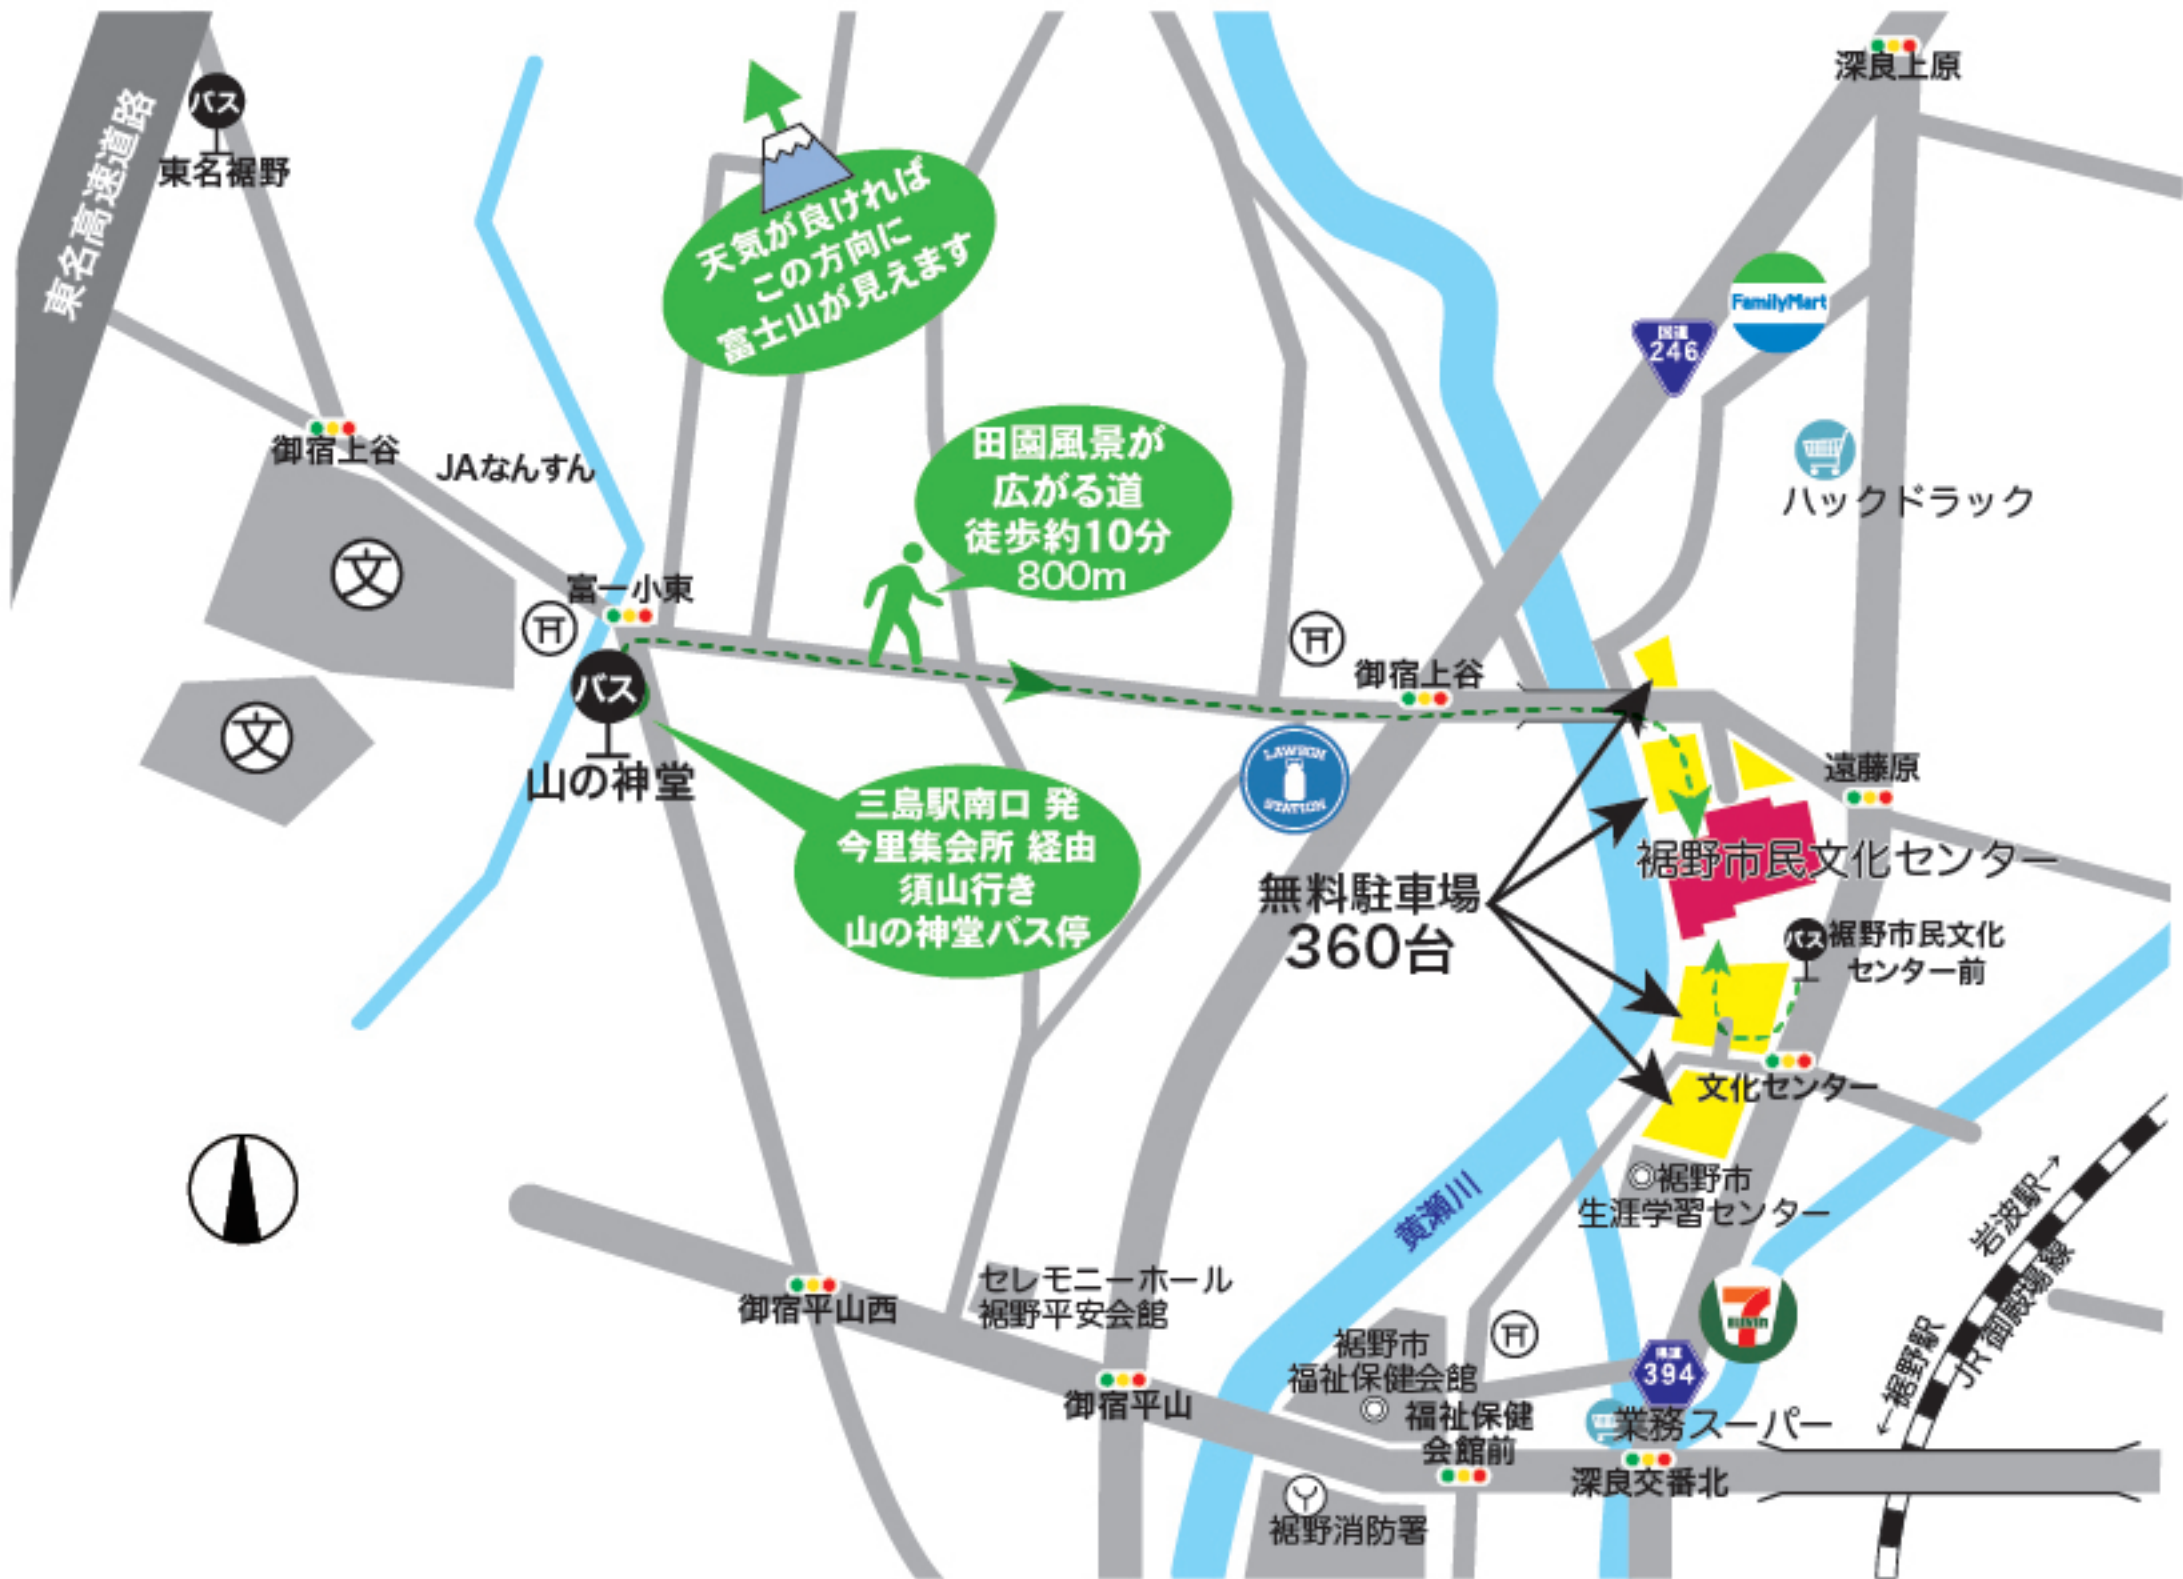 深良上原
バス
東名裾野
東名高速道路
天気が良ければ
この方向に
富士山が見えます
FamilyMart
国道
246
御宿上谷
JAなんすん
田園風景が
広がる道
徒歩約10分
800m
ハックドラック
文
富一小東
バス
山の神堂
文
御宿上谷
LAWSON
STATION
遠藤原
三島駅南口 発
今里集会所 経由
須山行き
山の神堂バス停
無料駐車場
360台
裾野市民文化センター
バス
裾野市民文化
センター前
文化センター
裾野市
生涯学習センター
黄瀬川
岩波駅→
JR御殿場線
←裾野駅
御宿平山西
セレモニーホール
裾野平安会館
御宿平山
裾野市
福祉保健会館
福祉保健
会館前
7
ELEVEn
県道
394
業務スーパー
深良交番北
裾野消防署